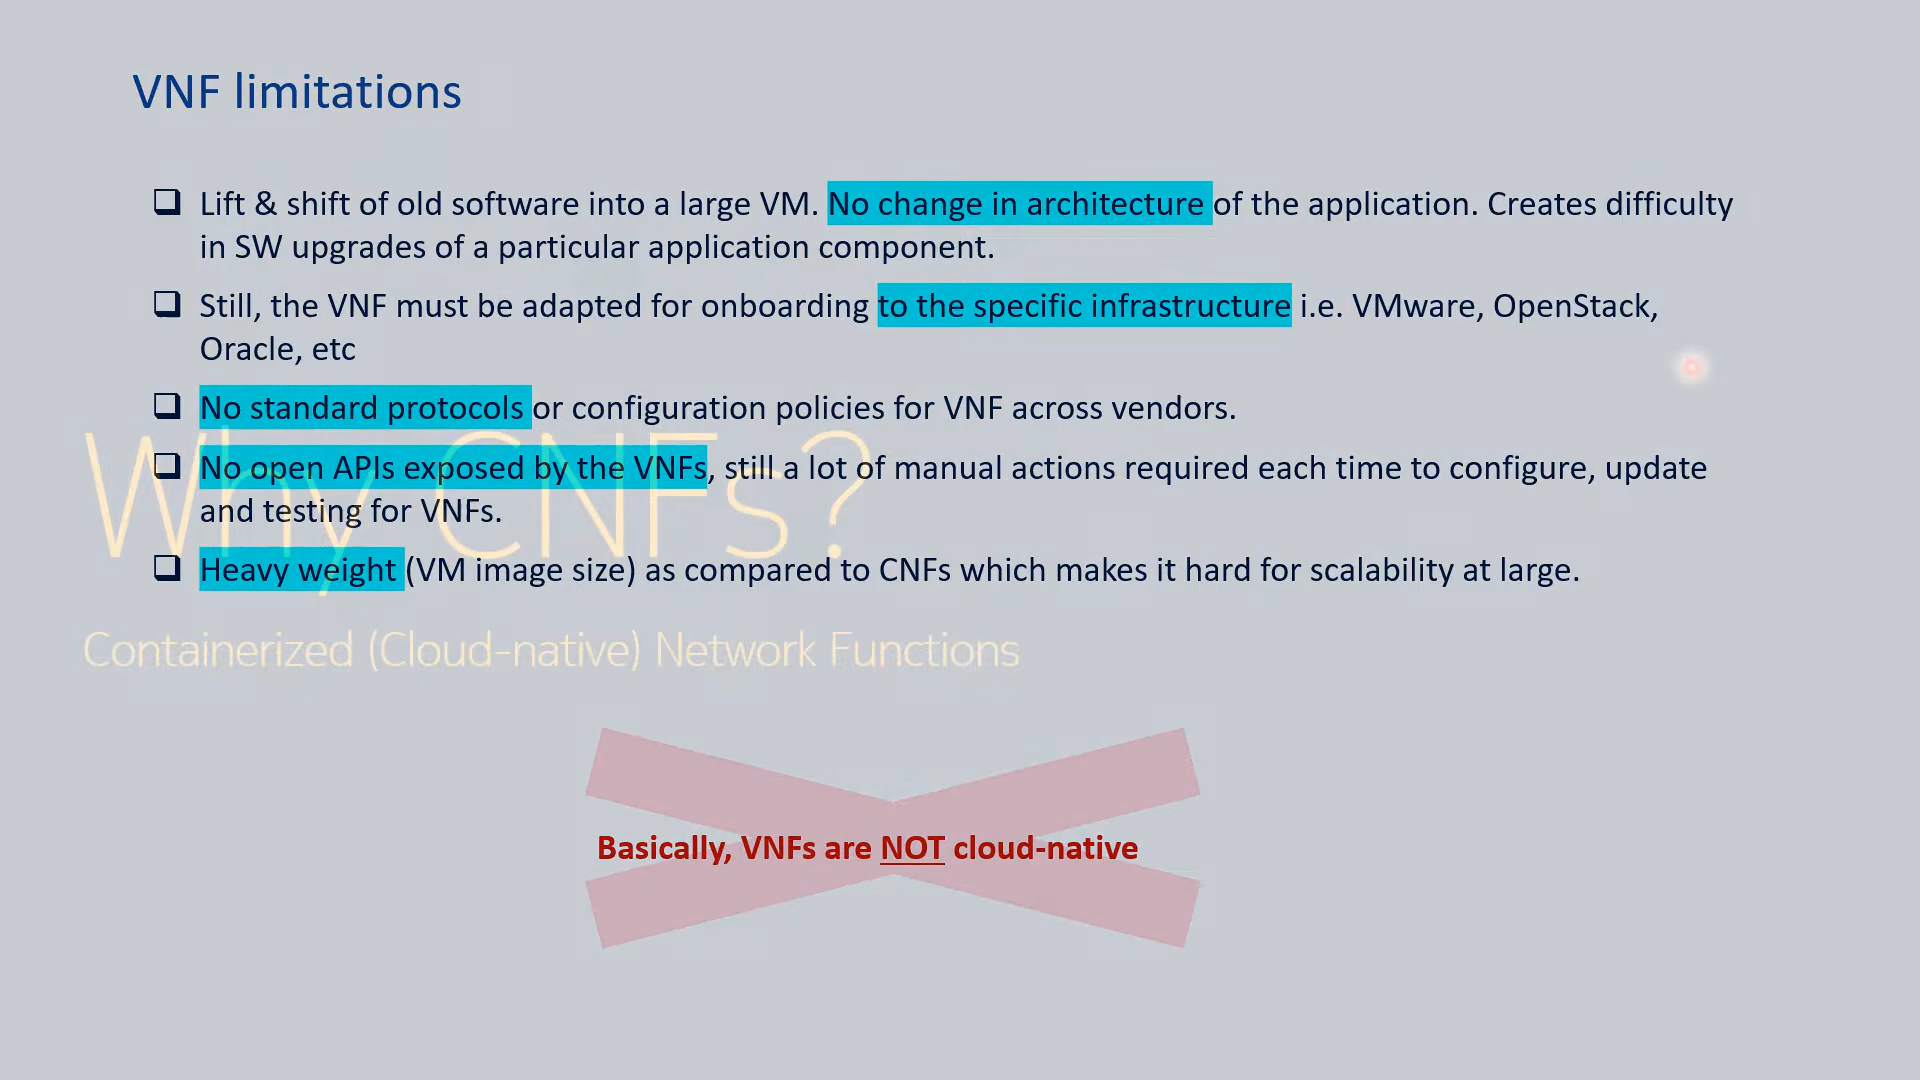 VNF limitations
❑ Lift & shift of old software into a large VM. No change in architecture of the application. Creates difficulty
in SW upgrades of a particular application component.
❑ Still, the VNF must be adapted for onboarding to the specific infrastructure i.e. VMware, OpenStack,
Oracle, etc
❑ No standard protocols or configuration policies for VNF across vendors.
❑ No open APIs exposed by the VNFs, still a lot of manual actions required each time to configure, update
and testing for VNFs.
❑ Heavy weight (VM image size) as compared to CNFs which makes it hard for scalability at large.
Why CNFs?
Containerized (Cloud-native) Network Functions
Basically, VNFs are NOT cloud-native